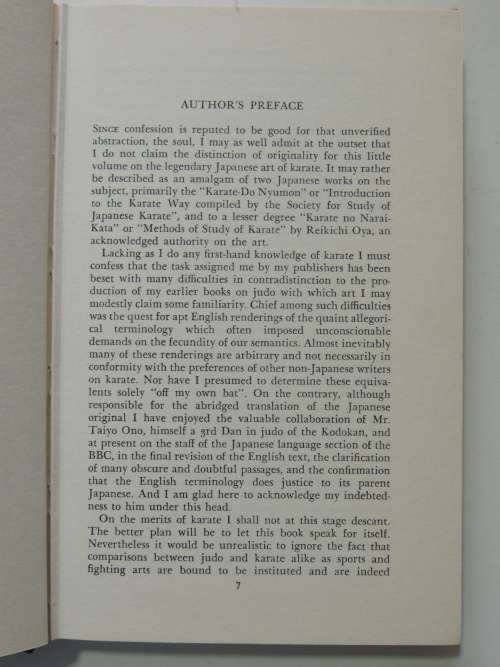 AUTHOR'S PREFACE
SINCE confession is reputed to be good for that unverified
abstraction, the soul, I may as well admit at the outset that
I do not claim the distinction of originality for this little
volume on the legendary Japanese art of karate. It may rather
be described as an amalgam of two Japanese works on the
subject, primarily the "Karate-Do Nyumon" or "Introduction
to the Karate Way compiled by the Society for Study of
Japanese Karate", and to a lesser degree "Karate no Narai-
Kata" or "Methods of Study of Karate" by Reikichi Oya, an
acknowledged authority on the art.
Lacking as I do any first-hand knowledge of karate I must
confess that the task assigned me by my publishers has been
beset with many difficulties in contradistinction to the pro-
duction of my earlier books on judo with which art I may
modestly claim some familiarity. Chief among such difficulties
was the quest for apt English renderings of the quaint allegori-
cal terminology which often imposed unconscionable
demands on the fecundity of our semantics. Almost inevitably
many of these renderings are arbitrary and not necessarily in
conformity with the preferences of other non-Japanese writers
on karate. Nor have I presumed to determine these equiva-
lents solely "off my own bat". On the contrary, although
responsible for the abridged translation of the Japanese
original I have enjoyed the valuable collaboration of Mr.
Taiyo Ono, himself a 3rd Dan in judo of the Kodokan, and
at present on the staff of the Japanese language section of the
BBC, in the final revision of the English text, the clarification
of many obscure and doubtful passages, and the confirmation
that the English terminology does justice to its parent
Japanese. And I am glad here to acknowledge my indebted-
ness to him under this head.
On the merits of karate I shall not at this stage descant.
The better plan will be to let this book speak for itself.
Nevertheless it would be unrealistic to ignore the fact that
comparisons between judo and karate alike as sports and
fighting arts are bound to be instituted and are indeed
7